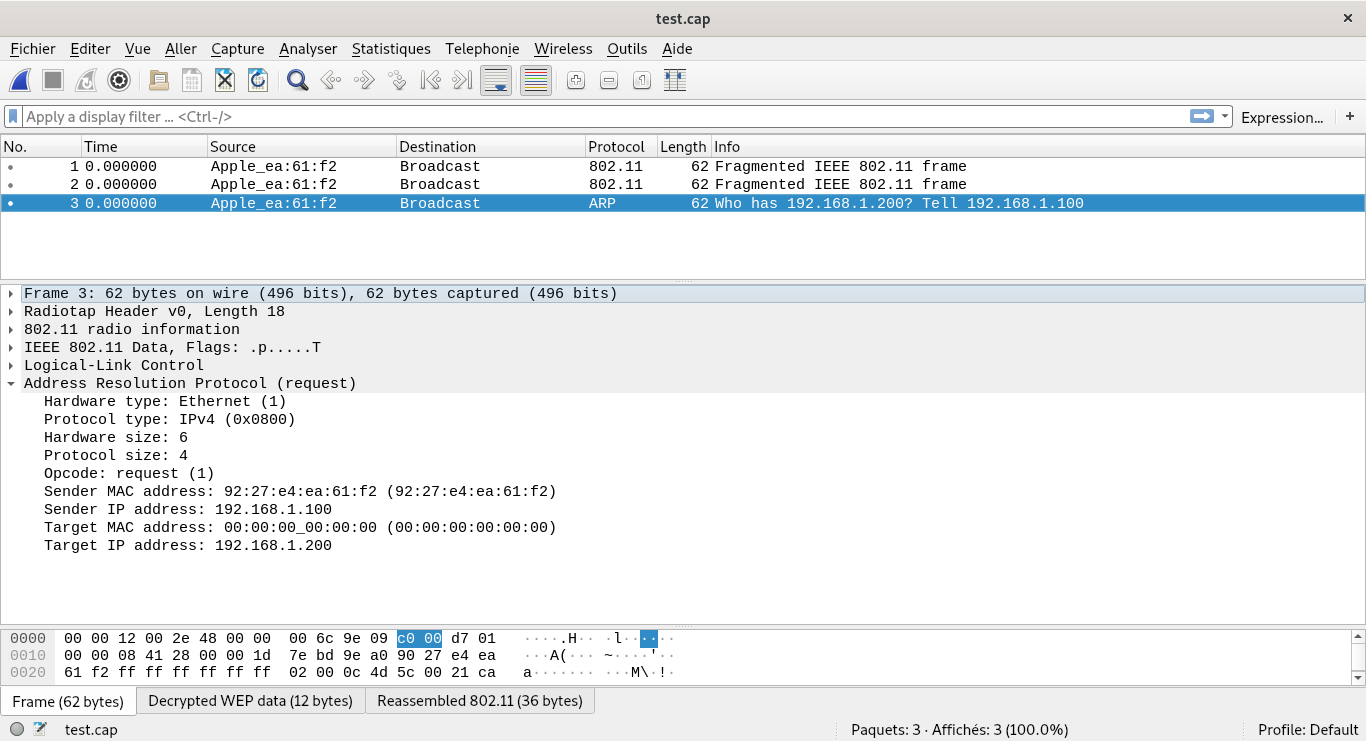 test.cap ×
Fichier Editer Vue Aller Capture Analyser Statistiques Telephonie Wireless Outils Aide
Apply a display filter ... <Ctrl-/> Expression... +
No. Time Source Destination Protocol Length Info
1 0.000000 Apple_ea:61:f2 Broadcast 802.11 62 Fragmented IEEE 802.11 frame
2 0.000000 Apple_ea:61:f2 Broadcast 802.11 62 Fragmented IEEE 802.11 frame
3 0.000000 Apple_ea:61:f2 Broadcast ARP 62 Who has 192.168.1.200? Tell 192.168.1.100
Frame 3: 62 bytes on wire (496 bits), 62 bytes captured (496 bits)
Radiotap Header v0, Length 18
802.11 radio information
IEEE 802.11 Data, Flags: .p.....T
Logical-Link Control
Address Resolution Protocol (request)
Hardware type: Ethernet (1)
Protocol type: IPv4 (0x0800)
Hardware size: 6
Protocol size: 4
Opcode: request (1)
Sender MAC address: 92:27:e4:ea:61:f2 (92:27:e4:ea:61:f2)
Sender IP address: 192.168.1.100
Target MAC address: 00:00:00_00:00:00 (00:00:00:00:00:00)
Target IP address: 192.168.1.200
0000 00 00 12 00 2e 48 00 00 00 6c 9e 09 c0 00 d7 01 ····.H·· ·l······
0010 00 00 08 41 28 00 00 1d 7e bd 9e a0 90 27 e4 ea ···A(··· ~····'··
0020 61 f2 ff ff ff ff ff ff 02 00 0c 4d 5c 00 21 ca a······· ···M\·!·
Frame (62 bytes) Decrypted WEP data (12 bytes) Reassembled 802.11 (36 bytes)
test.cap Paquets: 3 · Affichés: 3 (100.0%) Profile: Default